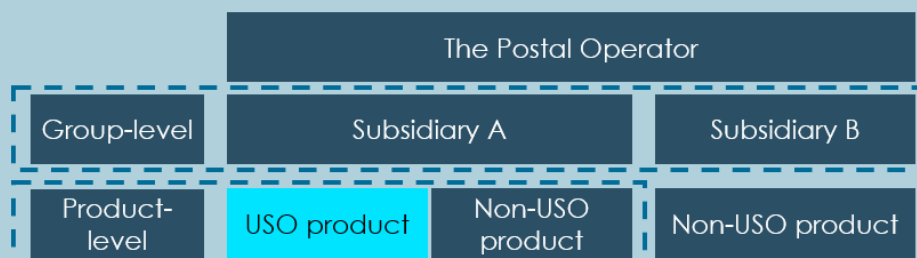 The Postal Operator
Group-level
Subsidiary A
Subsidiary B
Product-
level
USO product
Non-USO
product
Non-USO product